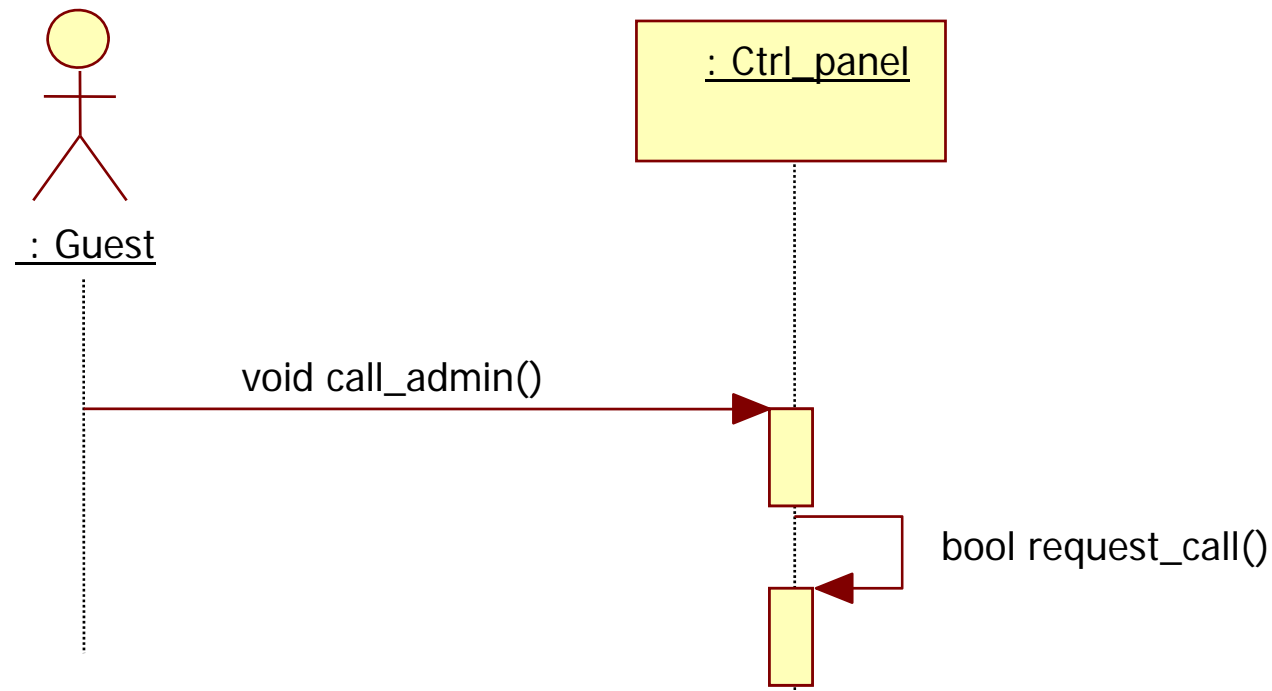 : Ctrl_panel
: Guest
void call_admin()
bool request_call()